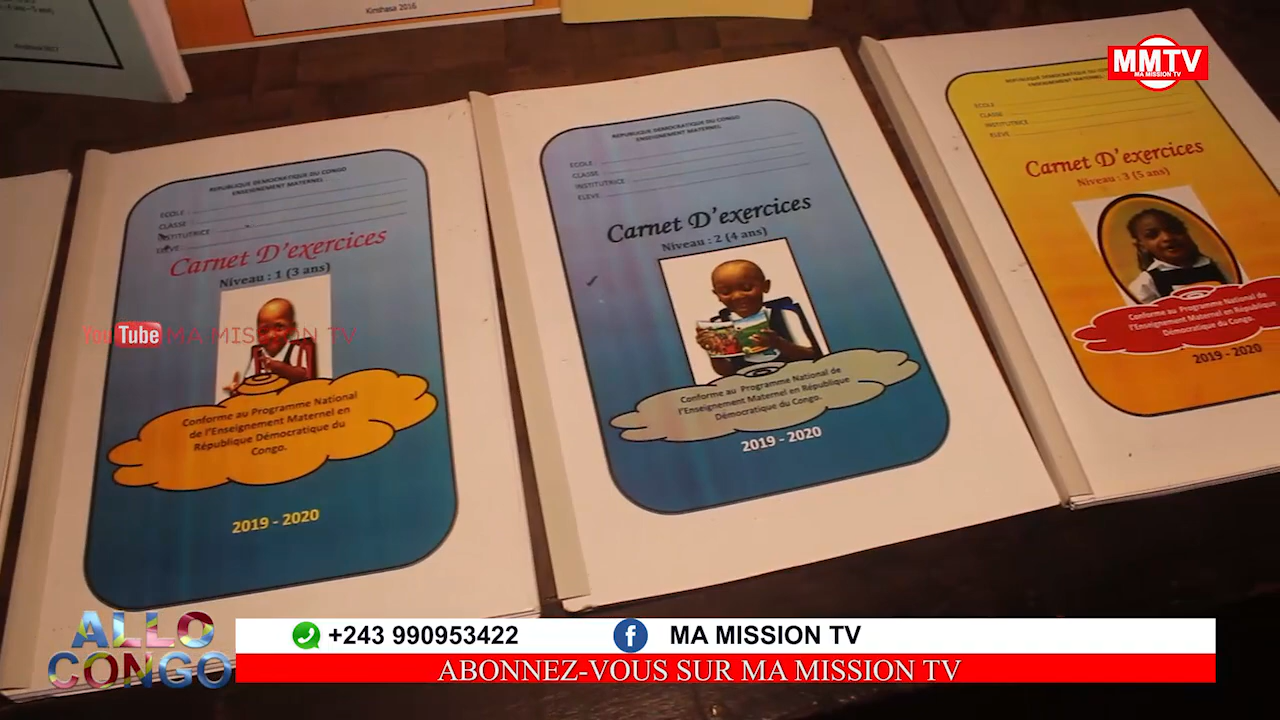 Kinshasa 2016
MMTV
MA MISSION TV
REPUBLIQUE DEMOCRATIQUE DU CONGO
ENSEIGNEMENT MATERNEL
ECOLE
CLASSE
INSTITUTRICE
ELEVE
Carnet D'exercices
Niveau : 1 (3 ans)
Conforme au Programme National
de l'Enseignement Maternel en
République Démocratique du
Congo.
2019 - 2020
REPUBLIQUE DEMOCRATIQUE DU CONGO
ENSEIGNEMENT MATERNEL
ECOLE
CLASSE
INSTITUTRICE
ELEVE
Carnet D'exercices
Niveau : 2 (4 ans)
Conforme au Programme National de
l'Enseignement Maternel en République
Démocratique du Congo.
2019 - 2020
REPUBLIQUE DEMOCRATIQUE DU
ENSEIGNEMENT MATERNEL
ECOLE
CLASSE
INSTITUTRICE
ELEVE
Carnet D'exercices
Niveau : 3 (5 ans)
Conforme au Programme National de
l'Enseignement Maternel en République
Démocratique du Congo.
2019 - 2020
YouTube MA MISSION TV
ALLO
CONGO
+243 990953422
MA MISSION TV
ABONNEZ-VOUS SUR MA MISSION TV